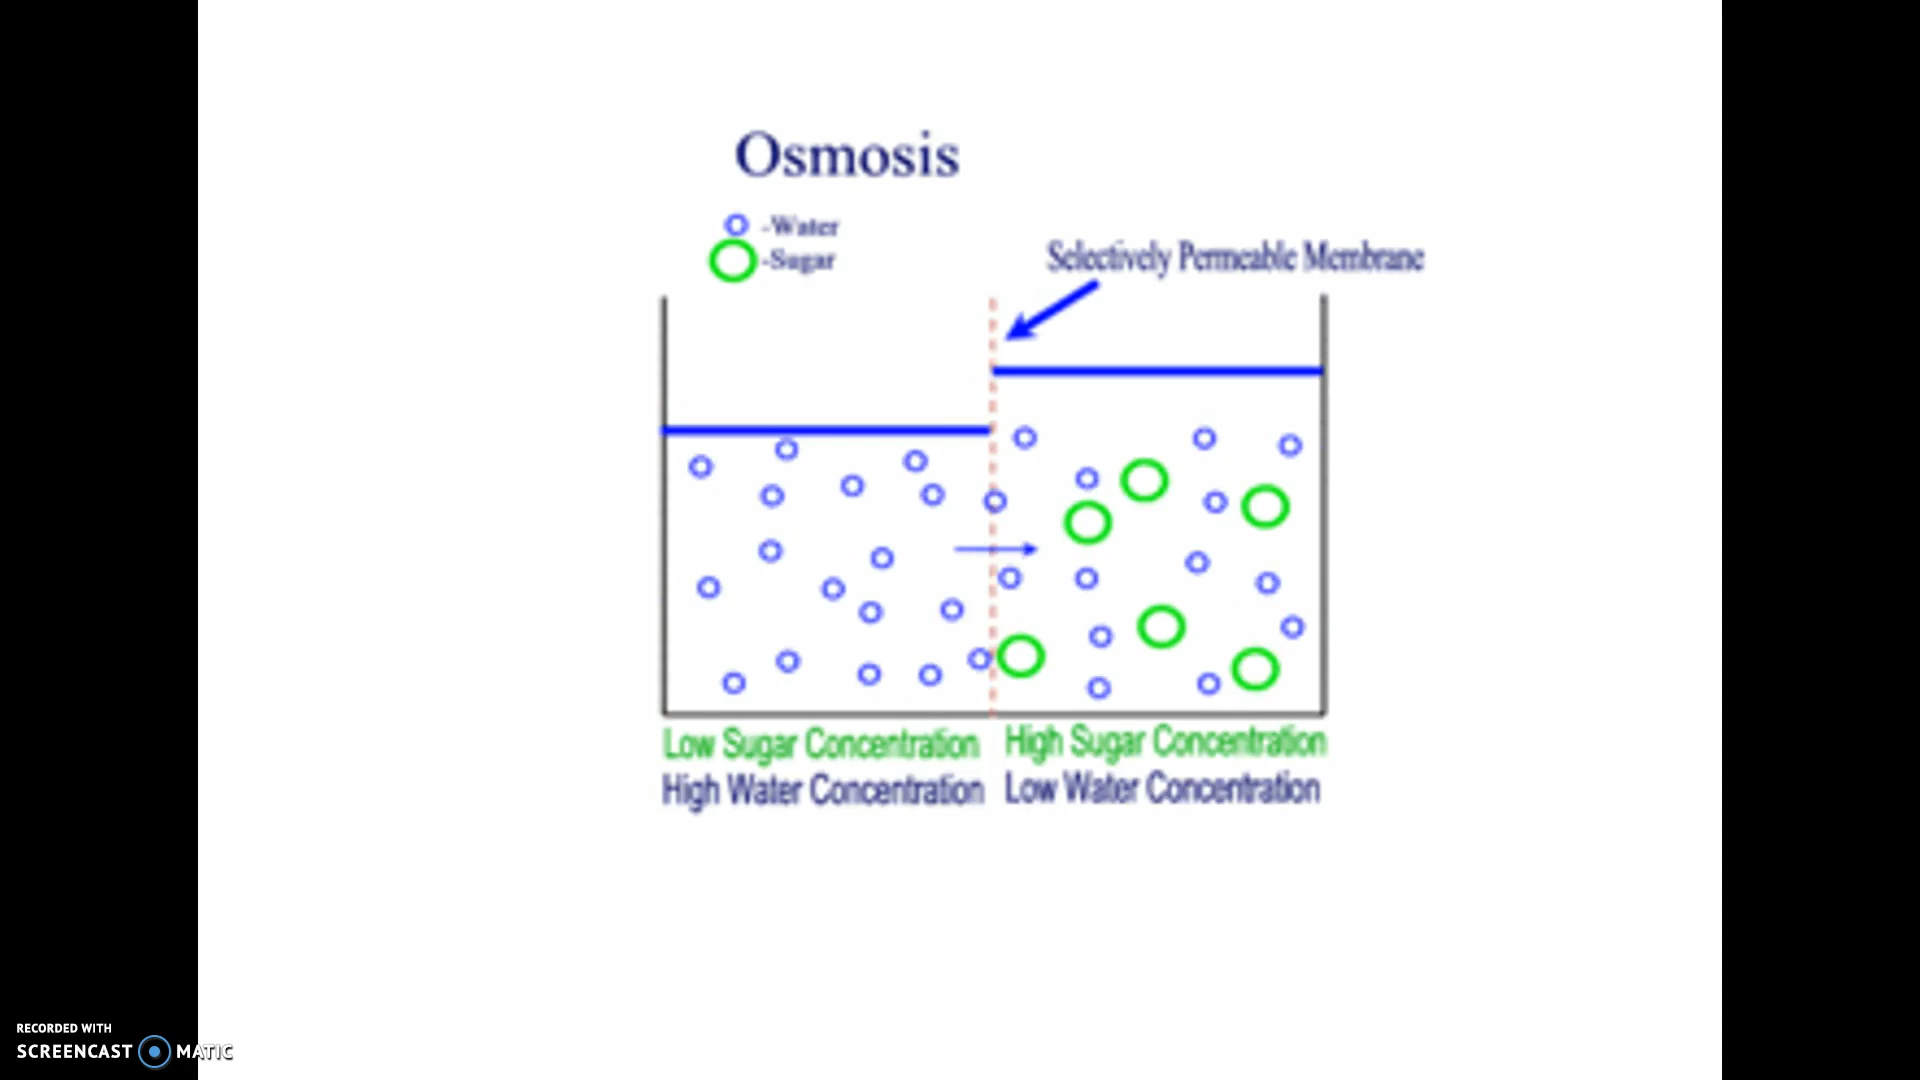 Osmosis
-Water
-Sugar
Selectively Permeable Membrane
Low Sugar Concentration
High Sugar Concentration
High Water Concentration
Low Water Concentration
RECORDED WITH
SCREENCAST MATIC